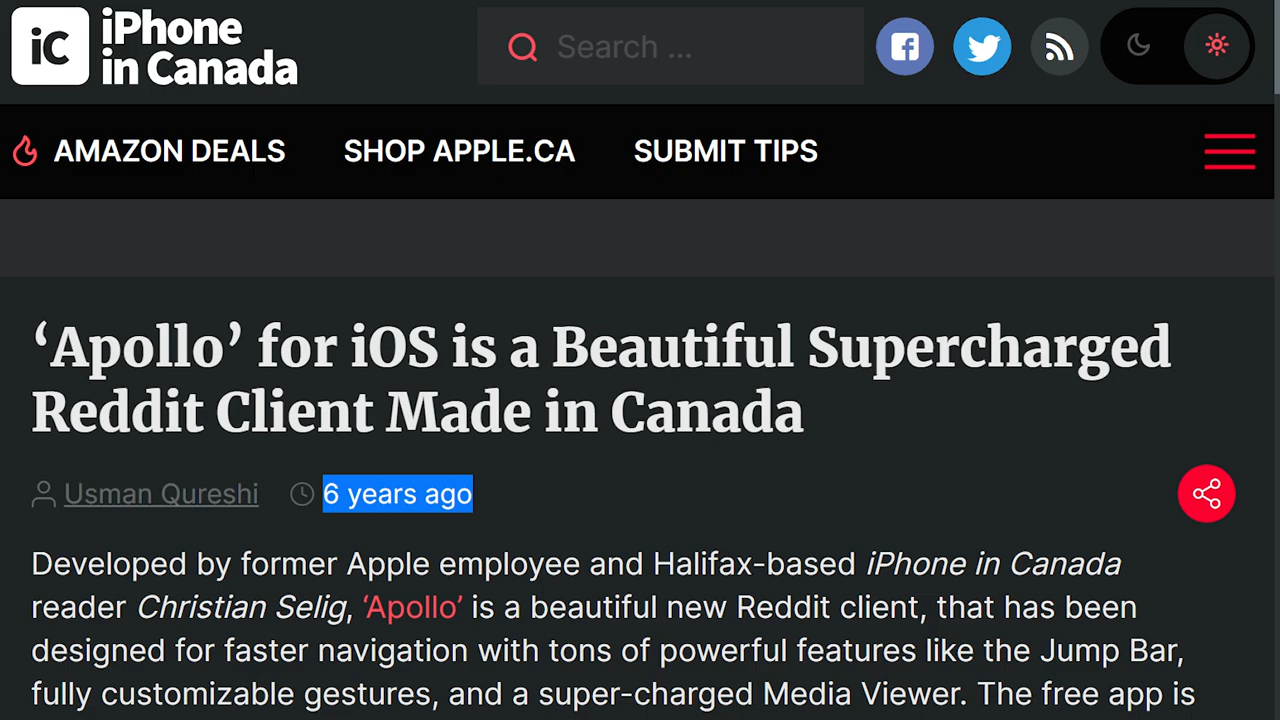 iC iPhone
in Canada
Search ...
AMAZON DEALS SHOP APPLE.CA SUBMIT TIPS
‘Apollo’ for iOS is a Beautiful Supercharged
Reddit Client Made in Canada
Usman Qureshi 6 years ago
Developed by former Apple employee and Halifax-based iPhone in Canada
reader Christian Selig, ‘Apollo’ is a beautiful new Reddit client, that has been
designed for faster navigation with tons of powerful features like the Jump Bar,
fully customizable gestures, and a super-charged Media Viewer. The free app is